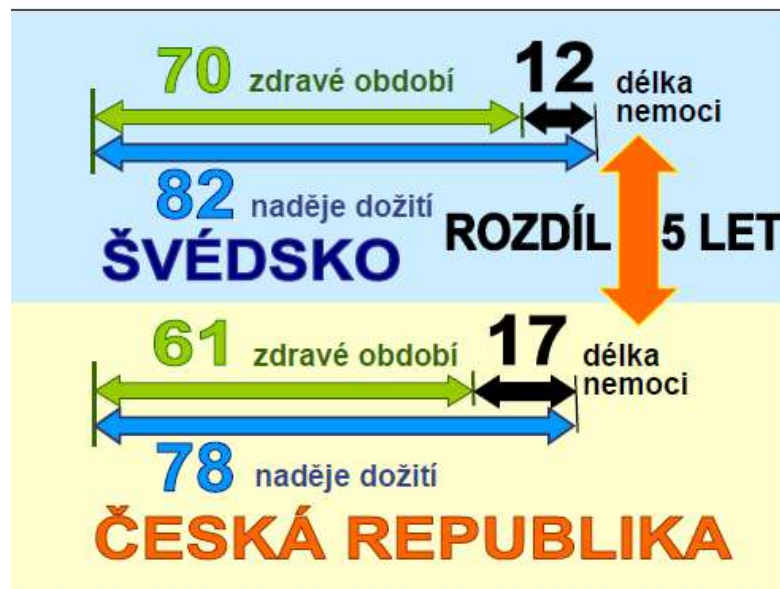 70 zdravé období
12 délka
nemoci
82 naděje dožití
ŠVÉDSKO
ROZDÍL 5 LET
61 zdravé období
17 délka
nemoci
78 naděje dožití
ČESKÁ REPUBLIKA